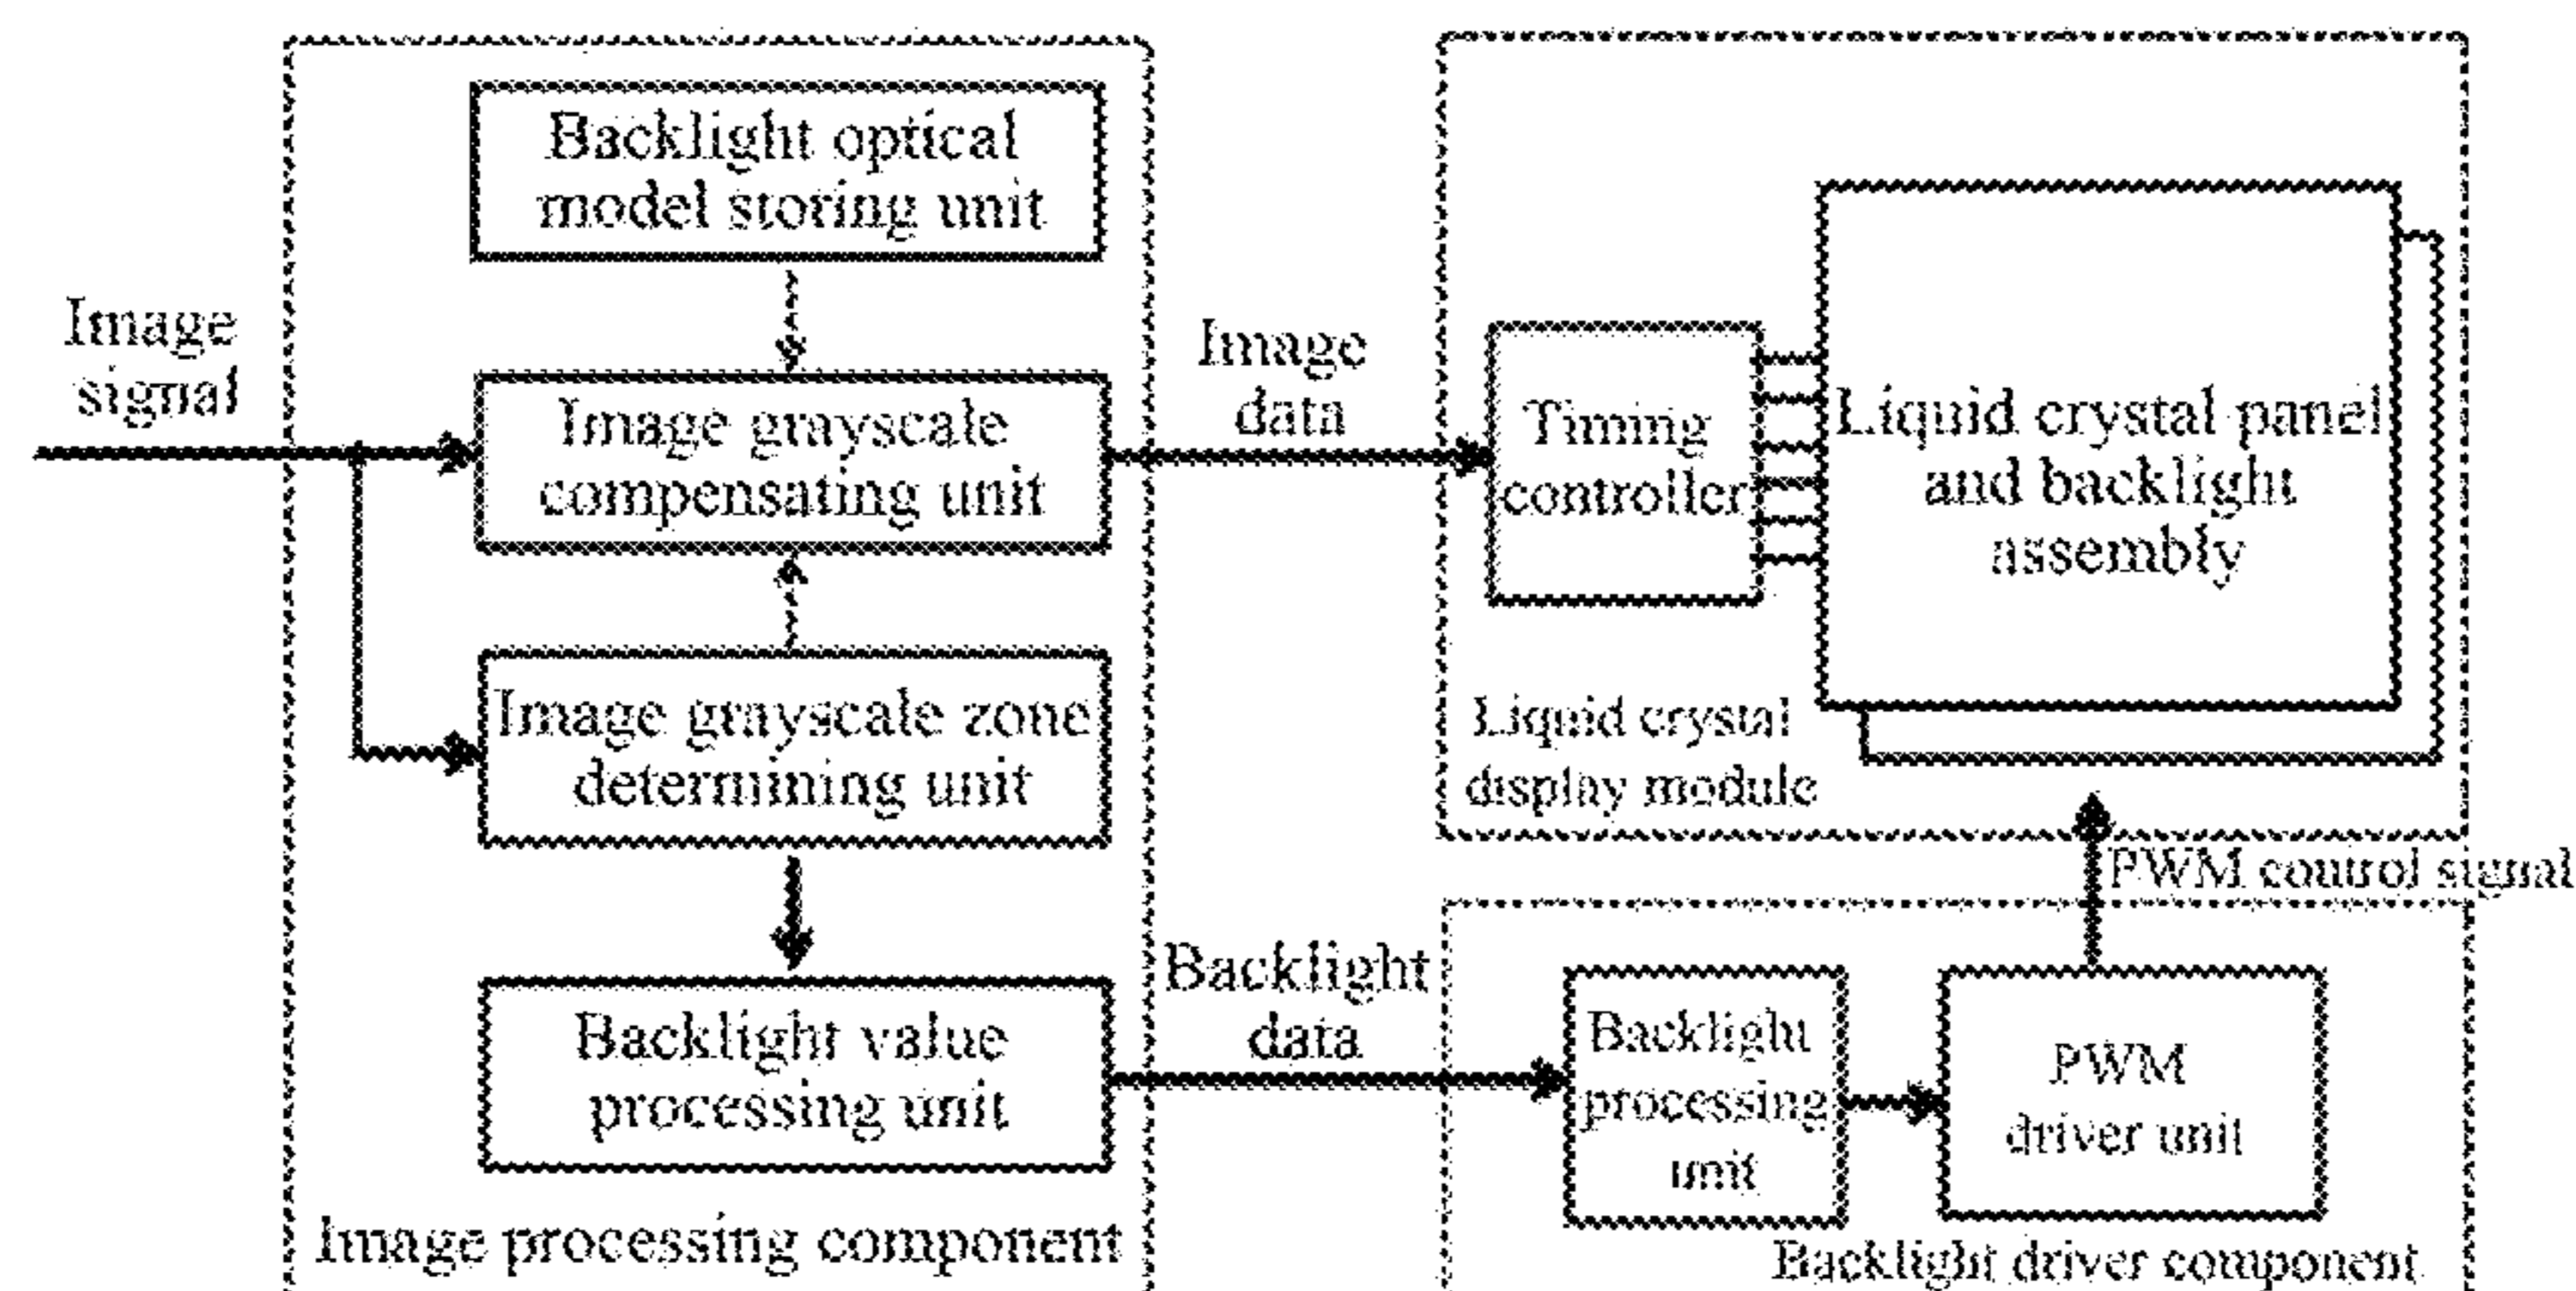 Backlight optical
model storing unit
Image
signal
Image grayscale
compensating unit
Image
data
Timing
controller
Liquid crystal panel
and backlight
assembly
Image grayscale zone
determining unit
Liquid crystal
display module
PWM control signal
Backlight value
processing unit
Backlight
data
Backlight
processing
unit
PWM
driver unit
Image processing component
Backlight driver component